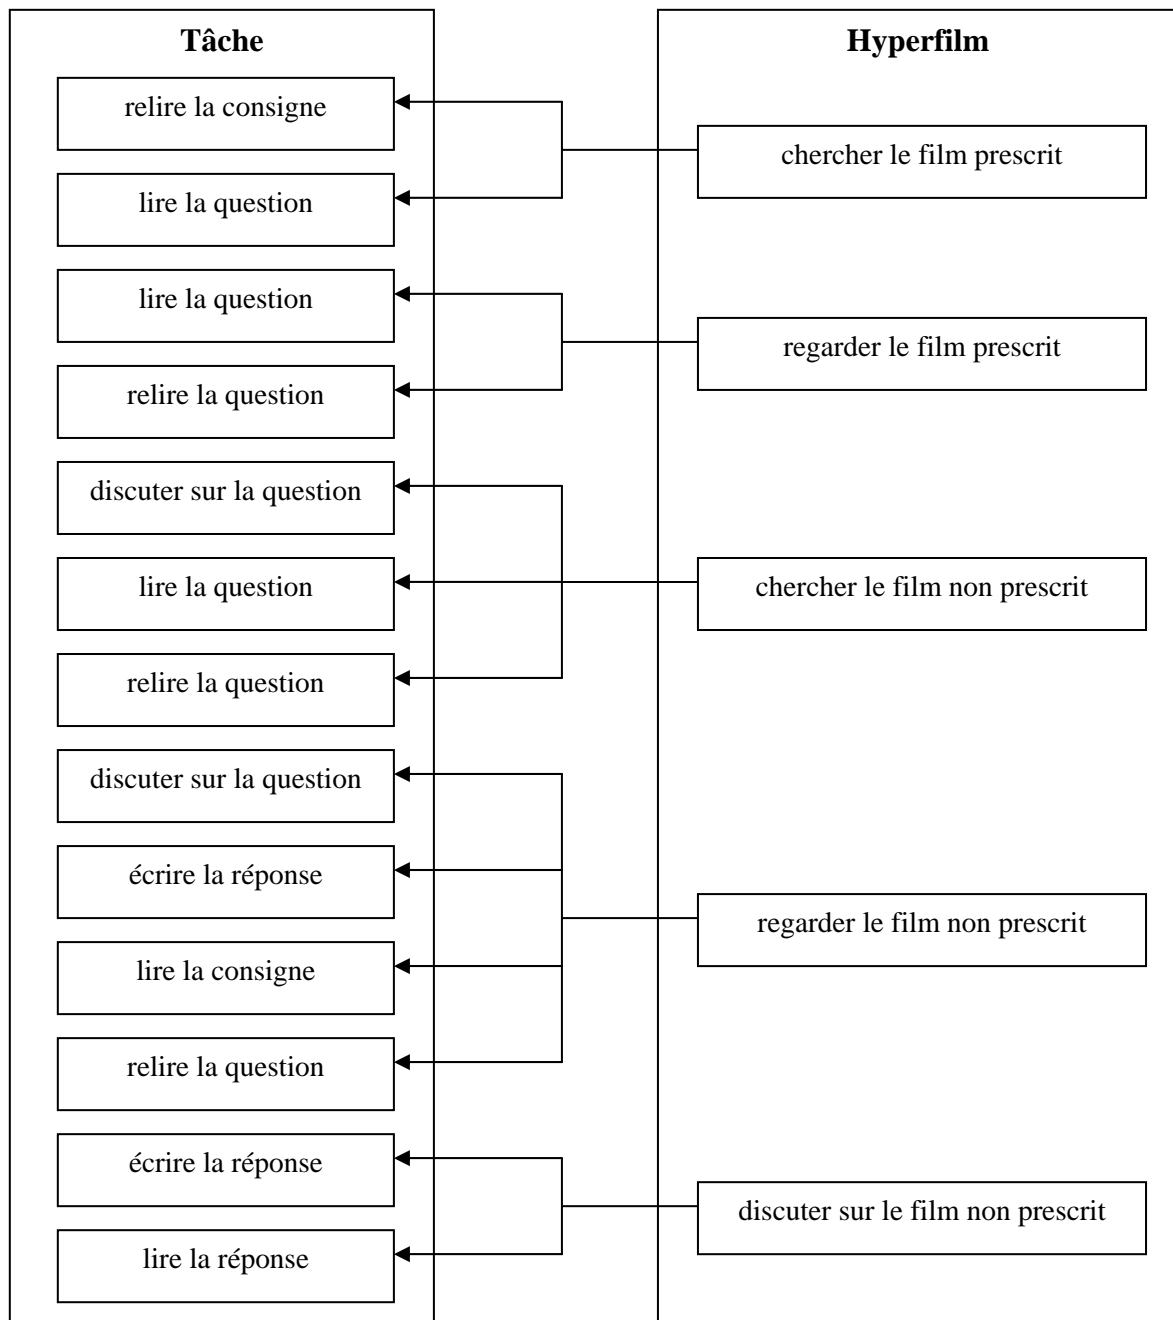 Tâche
relire la consigne
lire la question
lire la question
relire la question
discuter sur la question
lire la question
relire la question
discuter sur la question
écrire la réponse
lire la consigne
relire la question
écrire la réponse
lire la réponse
Hyperfilm
chercher le film prescrit
regarder le film prescrit
chercher le film non prescrit
regarder le film non prescrit
discuter sur le film non prescrit